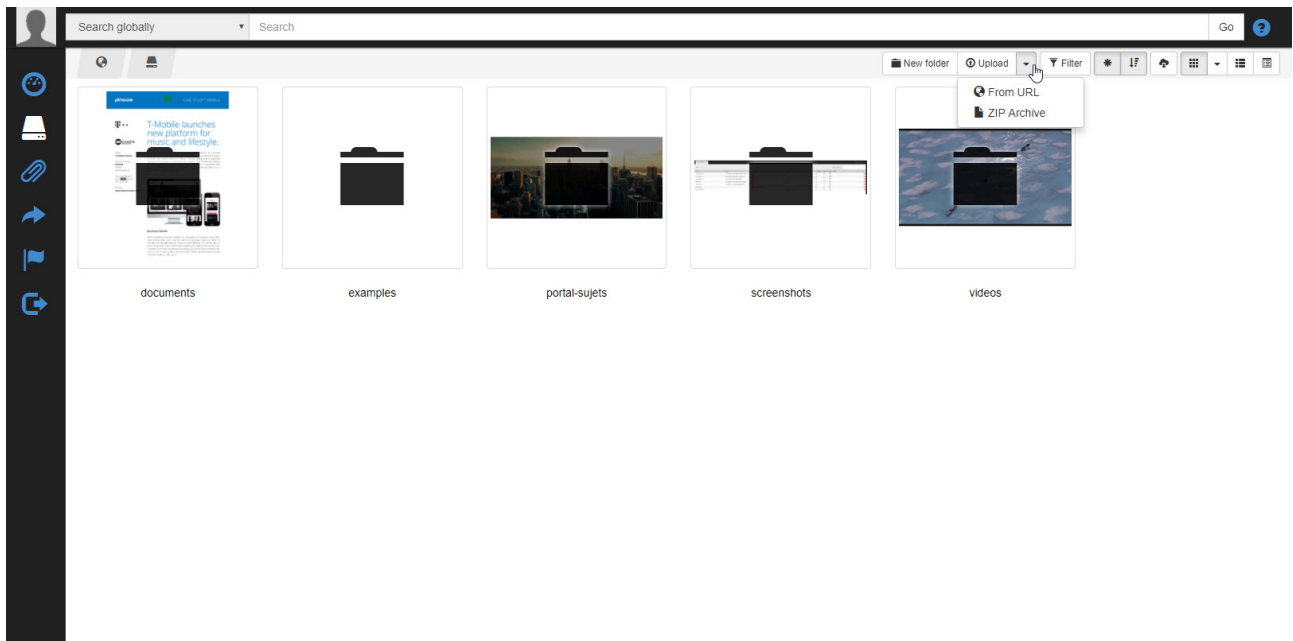 Search globally
Search
Go
?
New folder
Upload
Filter
From URL
ZIP Archive
pimcore
T-Mobile launches
new platform for
music and lifestyle.
documents
examples
portal-sujets
screenshots
videos